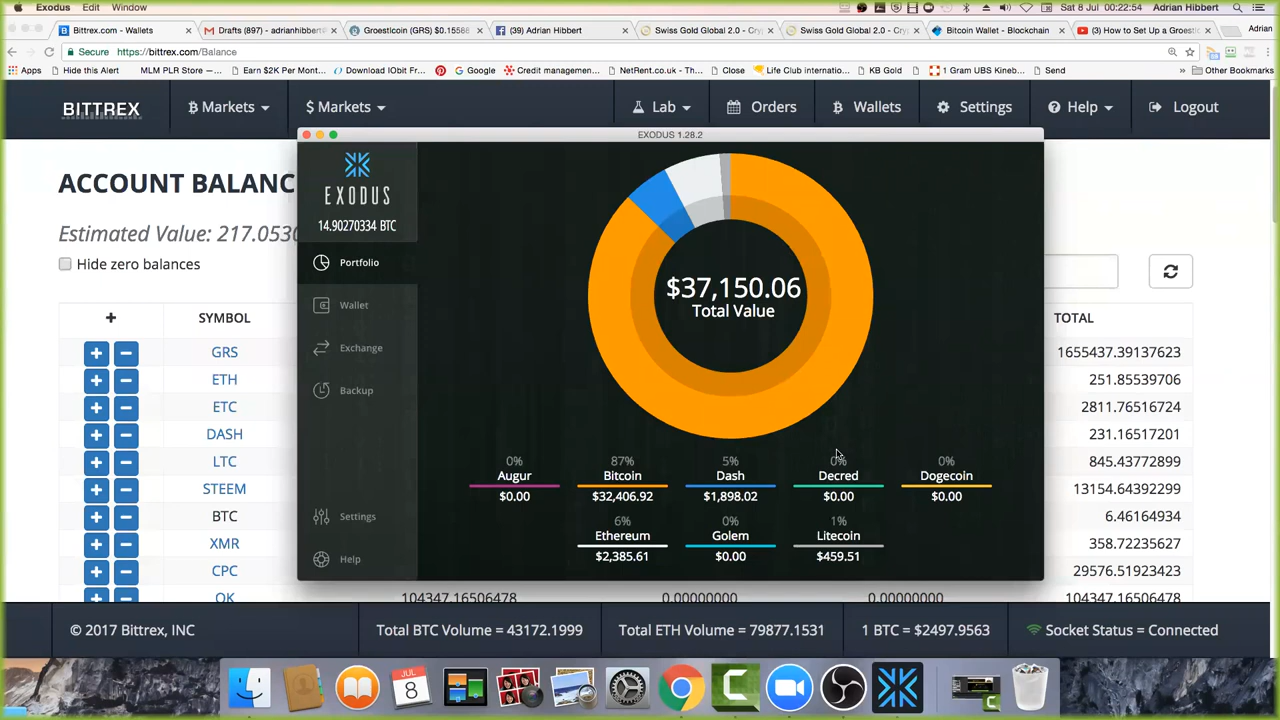 Exodus Edit Window Sat 8 Jul 00:22:54 Adrian Hibbert
Bittrex.com - Wallets Drafts (897) - adrianhibbert Groestlcoin (GRS) $0.1556 (39) Adrian Hibbert Swiss Gold Global 2.0 - Cry Swiss Gold Global 2.0 - Cry Bitcoin Wallet - Blockchain (3) How to Set Up a Groest Adrian
Secure https://bittrex.com/Balance
Apps Hide this Alert MLM PLR Store —... Earn $2K Per Mont... Download IObit Fr... Google Credit managemen... NetRent.co.uk - Th... Close Life Club internatio... KB Gold 1 Gram UBS Kineb... Send » Other Bookmarks
BITTREX Markets $ Markets Lab Orders Wallets Settings Help Logout
EXODUS 1.28.2
ACCOUNT BALANC
Estimated Value: 217.0530
Hide zero balances
EXODUS
14.90270334 BTC
Portfolio
Wallet
Exchange
Backup
Settings
Help
$37,150.06
Total Value
0% 87% 5% 0% 0%
Augur Bitcoin Dash Decred Dogecoin
$0.00 $32,406.92 $1,898.02 $0.00 $0.00
6% 0% 1%
Ethereum Golem Litecoin
$2,385.61 $0.00 $459.51
+ SYMBOL TOTAL
GRS 1655437.39137623
ETH 251.85539706
ETC 2811.76516724
DASH 231.16517201
LTC 845.43772899
STEEM 13154.64392299
BTC 6.46164934
XMR 358.72235627
CPC 29576.51923423
OK 104347.16506478 0.00000000 0.00000000 104347.16506478
© 2017 Bittrex, INC Total BTC Volume = 43172.1999 Total ETH Volume = 79877.1531 1 BTC = $2497.9563 Socket Status = Connected
JUL
8